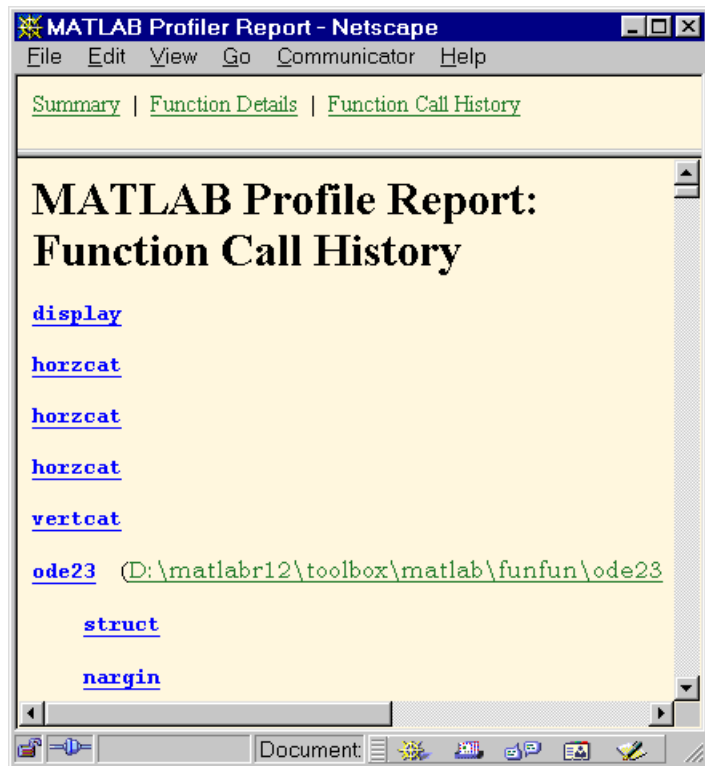 MATLAB Profiler Report - Netscape
File Edit View Go Communicator Help
Summary | Function Details | Function Call History
MATLAB Profile Report:
Function Call History
display
horzcat
horzcat
horzcat
vertcat
ode23 (D:\matlabr12\toolbox\matlab\funfun\ode23
struct
nargin
Document: